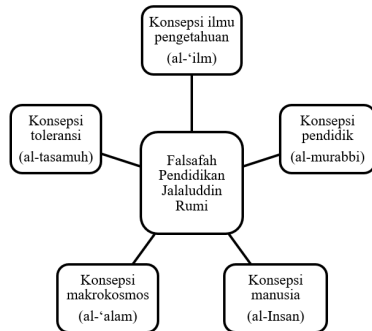 Konsepsi ilmu
pengetahuan
(al-‘ilm)
Konsepsi
toleransi
(al-tasamuh)
Falsafah
Pendidikan
Jalaluddin
Rumi
Konsepsi
pendidik
(al-murabbi)
Konsepsi
makrokosmos
(al-‘alam)
Konsepsi
manusia
(al-Insan)